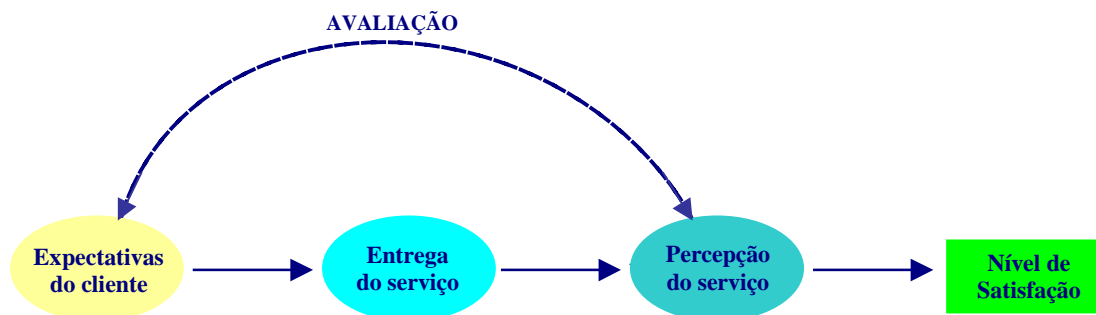 AVALIAÇÃO
Expectativas
do cliente
Entrega
do serviço
Percepção
do serviço
Nível de
Satisfação